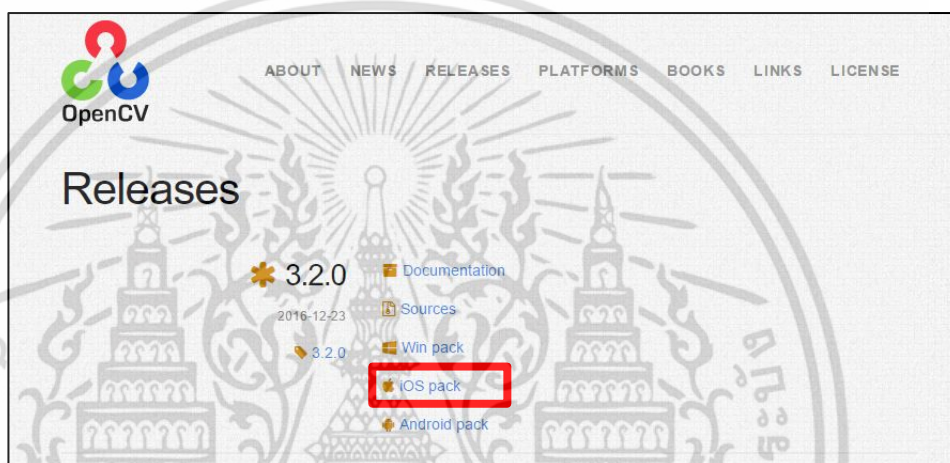 ABOUT NEWS RELEASES PLATFORMS BOOKS LINKS LICENSE
OpenCV
Releases
3.2.0
2016-12-23
3.2.0
Documentation
Sources
Win pack
iOS pack
Android pack